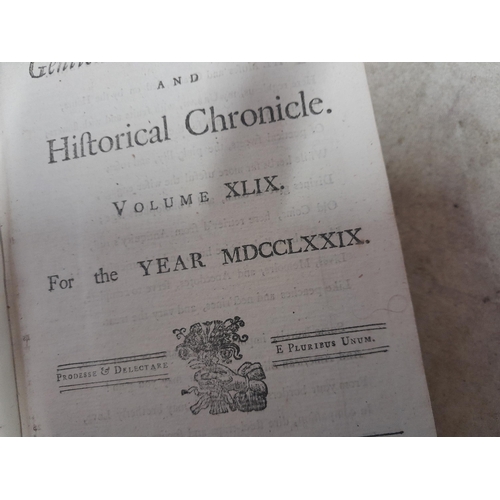 AND
Hiſtorical Chronicle.
VOLUME XLIX.
For the YEAR MDCCLXXIX.
PRODESSE & DELECTARE
E PLURIBUS UNUM.